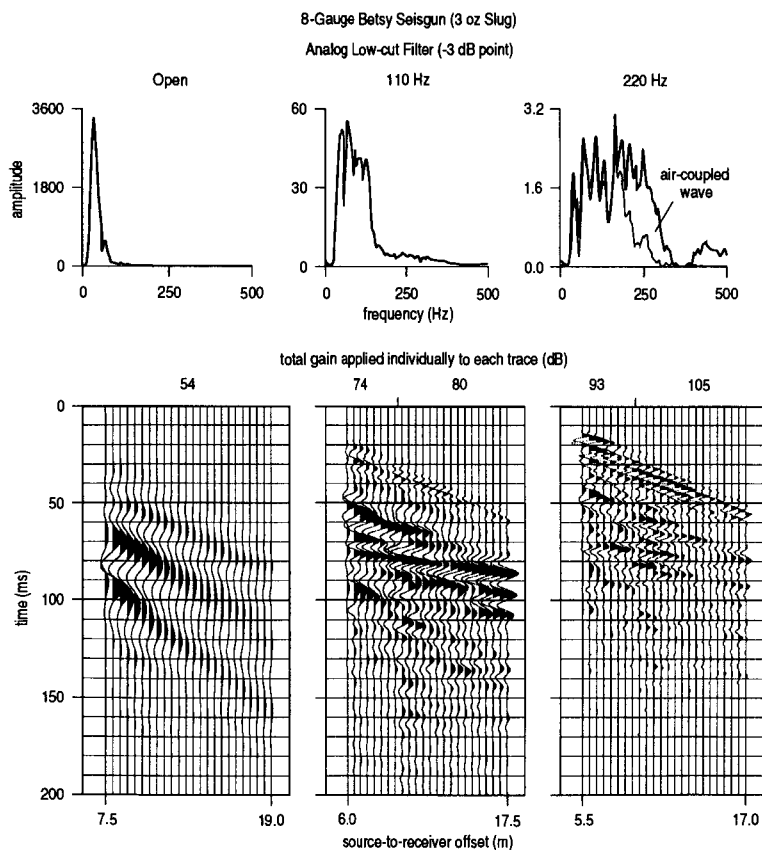 8-Gauge Betsy Seisgun (3 oz Slug)
Analog Low-cut Filter (-3 dB point)
Open 110 Hz 220 Hz
3600
1800
0
amplitude
0 250 500
60
30
0
0 250 500
frequency (Hz)
3.2
1.6
0.0
0 250 500
air-coupled
wave
total gain applied individually to each trace (dB)
54 74 80 93 105
0
50
100
150
200
time (ms)
7.5 19.0 6.0 17.5 5.5 17.0
source-to-receiver offset (m)